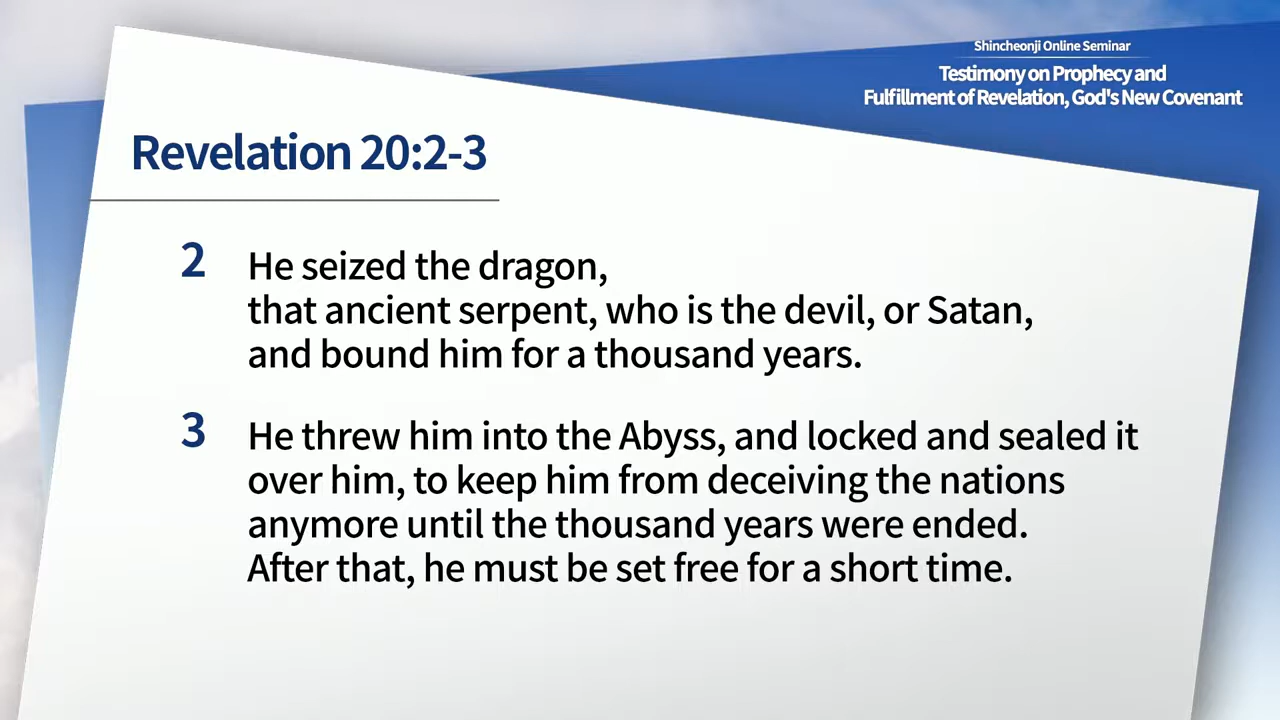 Shincheonji Online Seminar
Testimony on Prophecy and
Fulfillment of Revelation, God's New Covenant
Revelation 20:2-3
2 He seized the dragon,
that ancient serpent, who is the devil, or Satan,
and bound him for a thousand years.
3 He threw him into the Abyss, and locked and sealed it
over him, to keep him from deceiving the nations
anymore until the thousand years were ended.
After that, he must be set free for a short time.